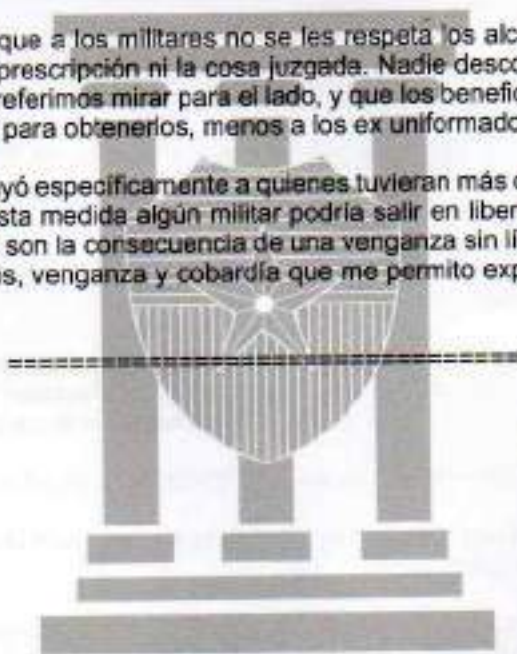 que a los militares no se les respeta los alc
prescripción ni la cosa juzgada. Nadie desco
referimos mirar para el lado, y que los benefic
para obtenerlos, menos a los ex uniformado
yó específicamente a quienes tuvieran más
sta medida algún militar podría salir en liber
son la consecuencia de una venganza sin lí
s, venganza y cobardía que me permito exp
================================